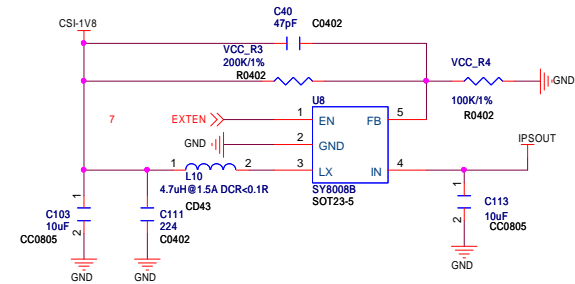 C40
47pF C0402
CSI-1V8
VCC_R3
200K/1%
R0402
VCC_R4
100K/1%
R0402
GND
U8
7
EXTEN
1 EN FB 5
GND 2 GND
IPSOUT
1 L10 2
3 LX IN 4
4.7uH@1.5A DCR<0.1R
CD43
SY8008B
SOT23-5
1
C103
10uF
2
CC0805
GND
C111
224
C0402
GND
1
C113
10uF
2
CC0805
GND